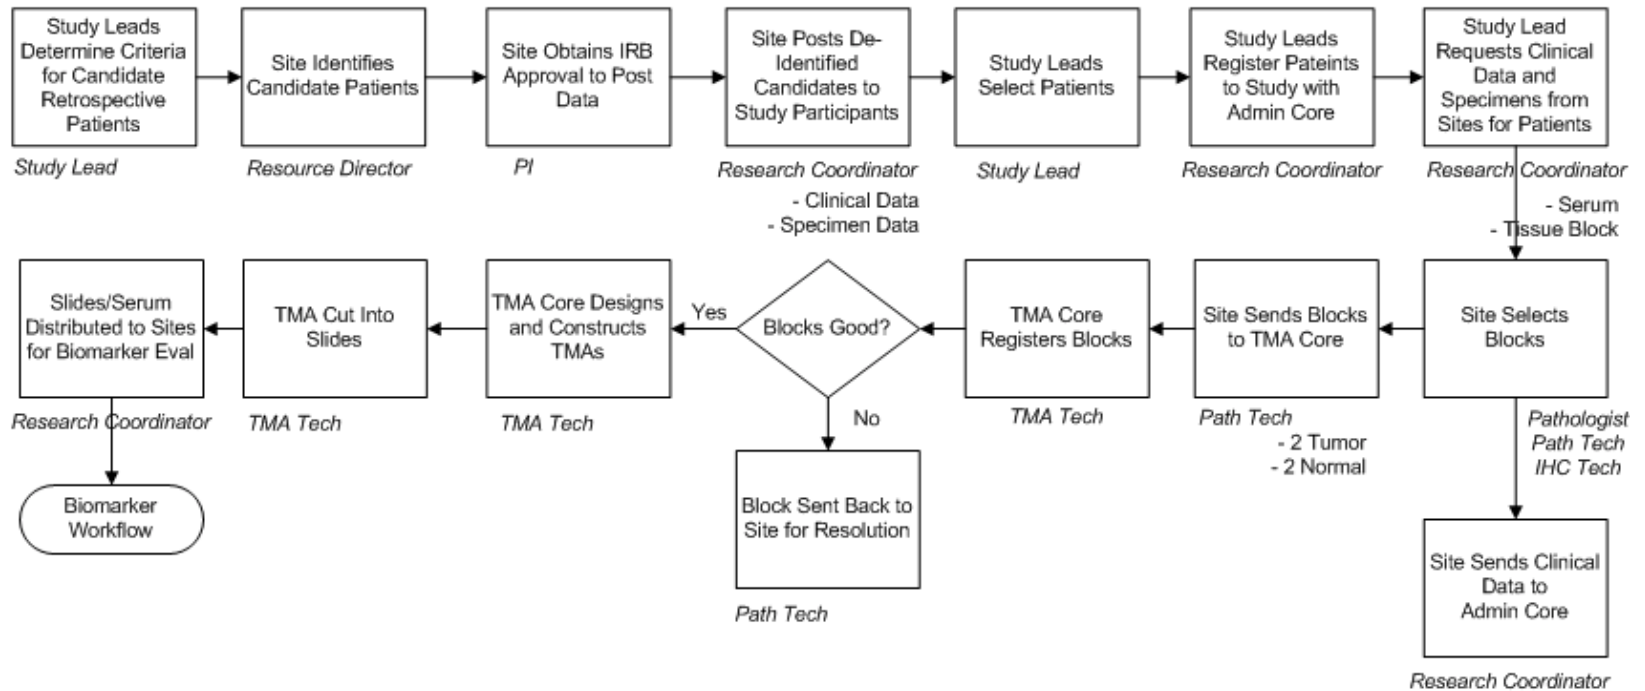 Study Leads
Determine Criteria
for Candidate
Retrospective
Patients
Study Lead
Site Identifies
Candidate Patients
Resource Director
Site Obtains IRB
Approval to Post
Data
PI
Site Posts De-
Identified
Candidates to
Study Participants
Research Coordinator
- Clinical Data
- Specimen Data
Study Leads
Select Patients
Study Lead
Study Leads
Register Pateints
to Study with
Admin Core
Research Coordinator
Study Lead
Requests Clinical
Data and
Specimens from
Sites for Patients
Research Coordinator
- Serum
- Tissue Block
Site Selects
Blocks
Pathologist
Path Tech
IHC Tech
Site Sends Clinical
Data to
Admin Core
Research Coordinator
Site Sends Blocks
to TMA Core
Path Tech
- 2 Tumor
- 2 Normal
TMA Core
Registers Blocks
TMA Tech
Blocks Good?
No
Block Sent Back to
Site for Resolution
Path Tech
Yes
TMA Core Designs
and Constructs
TMAs
TMA Tech
TMA Cut Into
Slides
TMA Tech
Slides/Serum
Distributed to Sites
for Biomarker Eval
Research Coordinator
Biomarker
Workflow